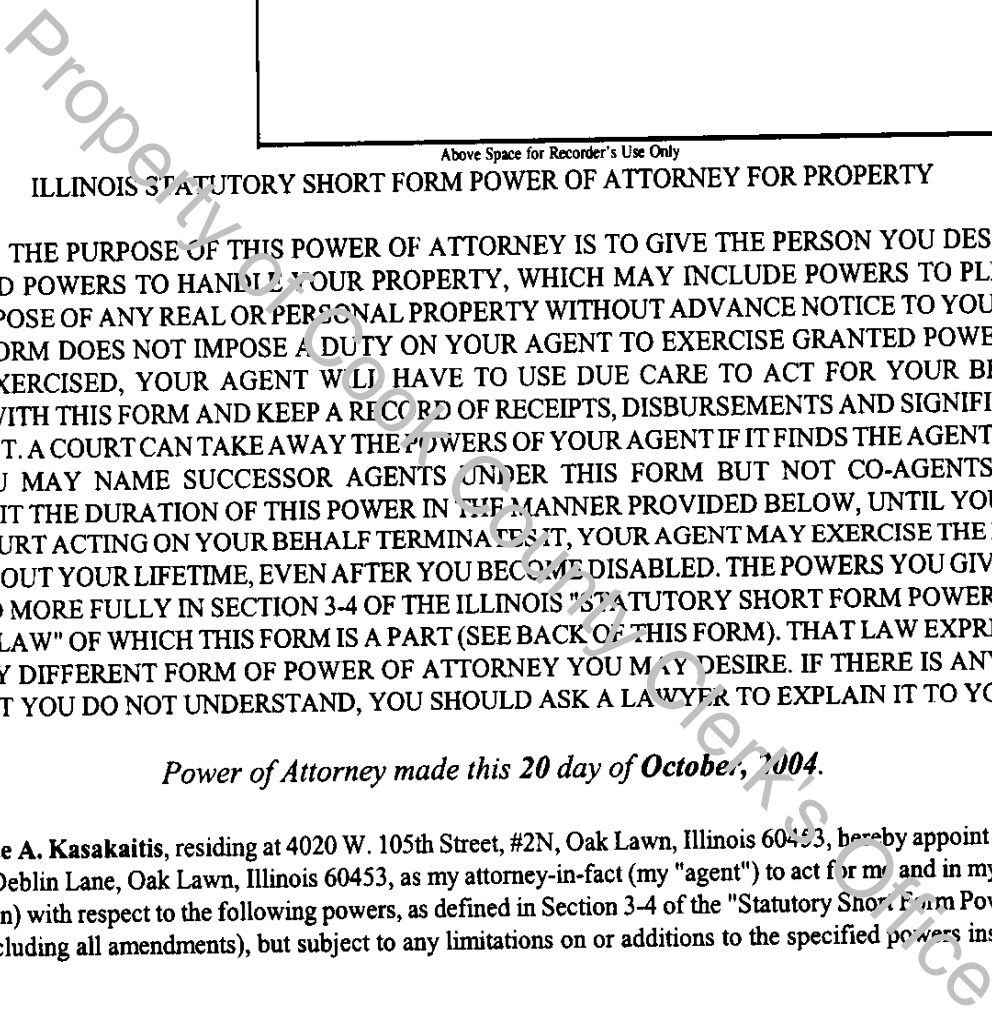 Above Space for Recorder's Use Only
ILLINOIS STATUTORY SHORT FORM POWER OF ATTORNEY FOR PROPERTY
THE PURPOSE OF THIS POWER OF ATTORNEY IS TO GIVE THE PERSON YOU DES
D POWERS TO HANDLE YOUR PROPERTY, WHICH MAY INCLUDE POWERS TO PL
POSE OF ANY REAL OR PERSONAL PROPERTY WITHOUT ADVANCE NOTICE TO YOU
ORM DOES NOT IMPOSE A DUTY ON YOUR AGENT TO EXERCISE GRANTED POWE
XERCISED, YOUR AGENT WILL HAVE TO USE DUE CARE TO ACT FOR YOUR BE
WITH THIS FORM AND KEEP A RECORD OF RECEIPTS, DISBURSEMENTS AND SIGNIFI
T. A COURT CAN TAKE AWAY THE POWERS OF YOUR AGENT IF IT FINDS THE AGENT
U MAY NAME SUCCESSOR AGENTS UNDER THIS FORM BUT NOT CO-AGENTS
IT THE DURATION OF THIS POWER IN THE MANNER PROVIDED BELOW, UNTIL YOU
URT ACTING ON YOUR BEHALF TERMINATES IT, YOUR AGENT MAY EXERCISE THE
OUT YOUR LIFETIME, EVEN AFTER YOU BECOME DISABLED. THE POWERS YOU GIV
D MORE FULLY IN SECTION 3-4 OF THE ILLINOIS "STATUTORY SHORT FORM POWER
LAW" OF WHICH THIS FORM IS A PART (SEE BACK OF THIS FORM). THAT LAW EXPRE
Y DIFFERENT FORM OF POWER OF ATTORNEY YOU MAY DESIRE. IF THERE IS ANY
T YOU DO NOT UNDERSTAND, YOU SHOULD ASK A LAWYER TO EXPLAIN IT TO YO
Power of Attorney made this 20 day of October, 2004.
e A. Kasakaitis, residing at 4020 W. 105th Street, #2N, Oak Lawn, Illinois 60453, hereby appoint
Deblin Lane, Oak Lawn, Illinois 60453, as my attorney-in-fact (my "agent") to act for me and in my
n) with respect to the following powers, as defined in Section 3-4 of the "Statutory Short Form Pow
cluding all amendments), but subject to any limitations on or additions to the specified powers ins
Property of Cook County Clerk's Office